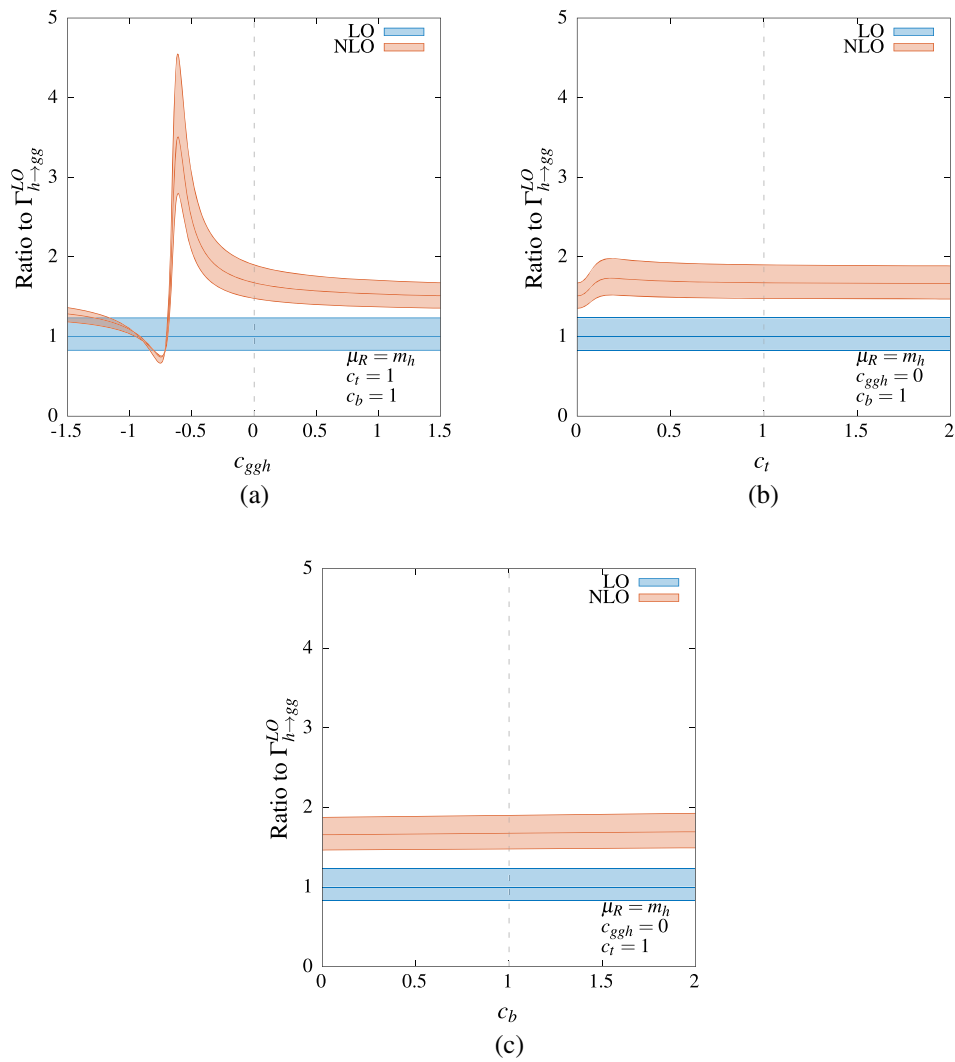 5
4
3
2
1
0
Ratio to Γ^{LO}_{h→gg}
LO
NLO
μ_R = m_h
c_t = 1
c_b = 1
-1.5 -1 -0.5 0 0.5 1 1.5
c_{ggh}
(a)
5
4
3
2
1
0
Ratio to Γ^{LO}_{h→gg}
LO
NLO
μ_R = m_h
c_{ggh} = 0
c_b = 1
0 0.5 1 1.5 2
c_t
(b)
5
4
3
2
1
0
Ratio to Γ^{LO}_{h→gg}
LO
NLO
μ_R = m_h
c_{ggh} = 0
c_t = 1
0 0.5 1 1.5 2
c_b
(c)